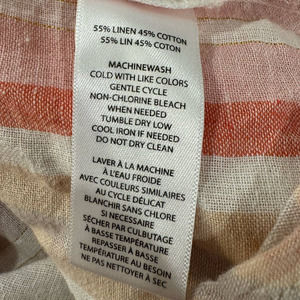 55% LINEN 45% COTTON
55% LIN 45% COTON
MACHINEWASH
COLD WITH LIKE COLORS
GENTLE CYCLE
NON-CHLORINE BLEACH
WHEN NEEDED
TUMBLE DRY LOW
COOL IRON IF NEEDED
DO NOT DRY CLEAN
LAVER À LA MACHINE
À L'EAU FROIDE
AVEC COULEURS SIMILAIRES
AU CYCLE DÉLICAT
BLANCHIR SANS CHLORE
SI NECESSAIRE
SÉCHER PAR CULBUTAGE
À BASSE TEMPÉRATURE
REPASSER À BASSE
TEMPÉRATURE AU BESOIN
NE PAS NETTOYER À SEC